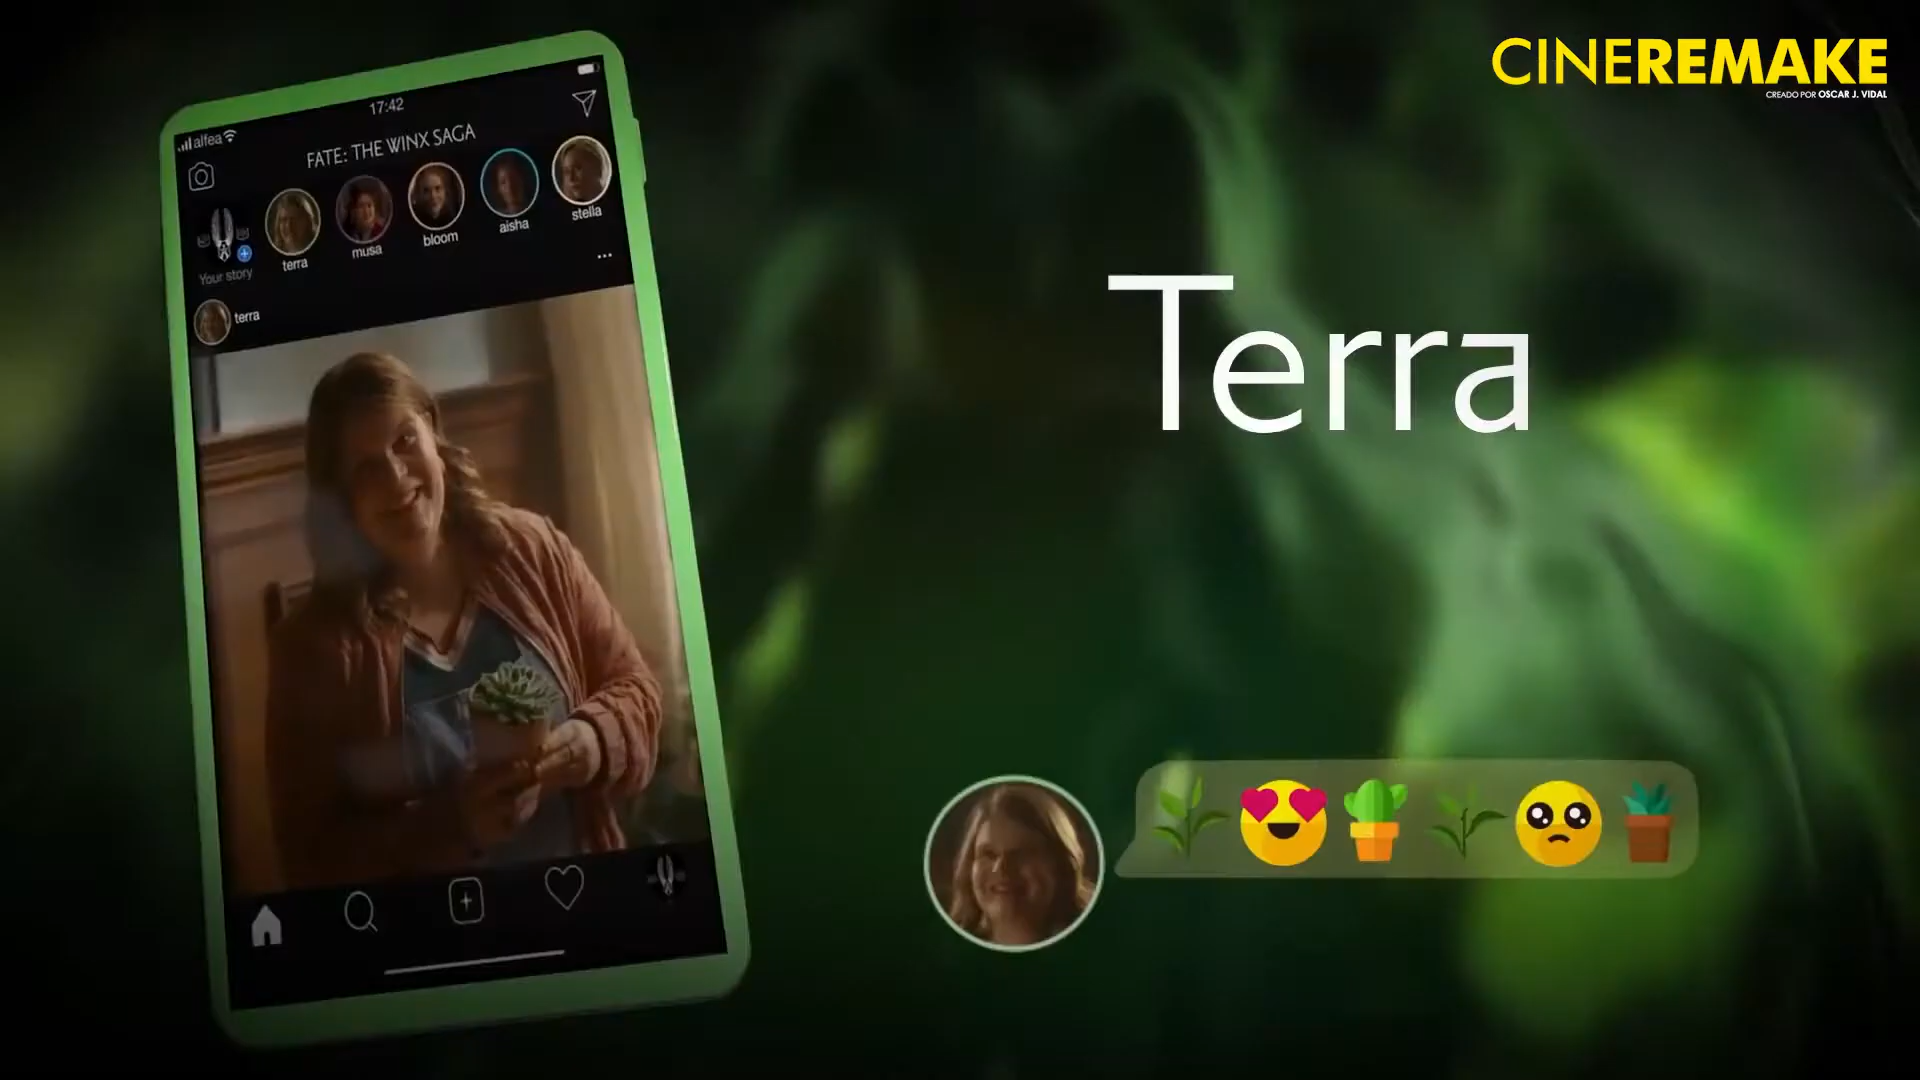 CINEREMAKE
CREADO POR OSCAR J. VIDAL
17:42
alfea
FATE: THE WINX SAGA
Your story
terra
musa
bloom
aisha
stella
terra
Terra